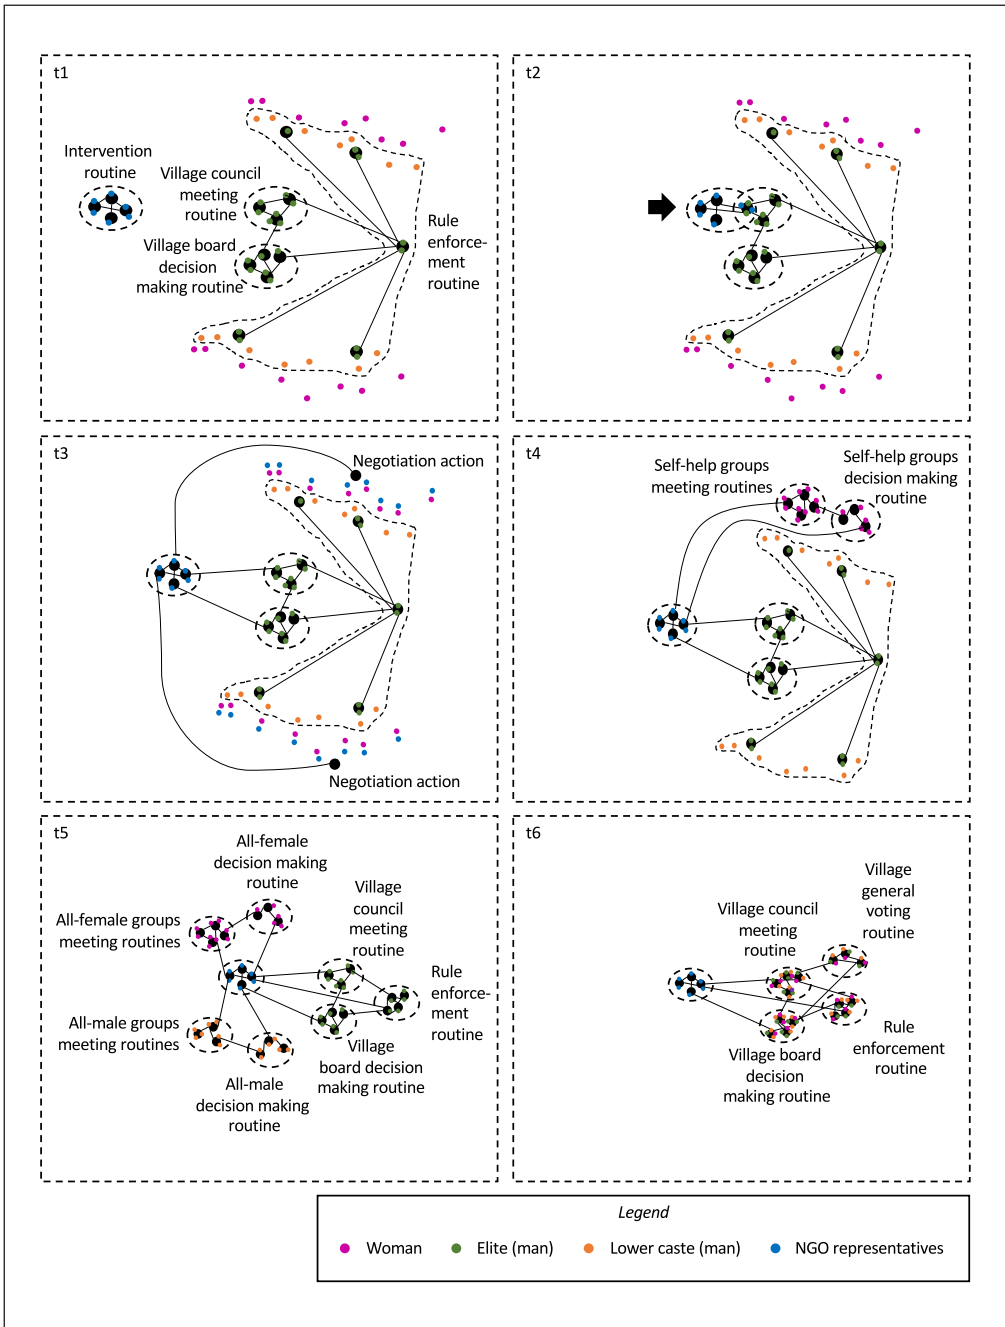 t1
Intervention
routine
Village council
meeting
routine
Village board
decision
making routine
Rule
enforce-
ment
routine
t2
t3
Negotiation action
Negotiation action
t4
Self-help groups
meeting routines
Self-help groups
decision making
routine
t5
All-female
decision making
routine
All-female groups
meeting routines
Village
council
meeting
routine
Rule
enforce-
ment
routine
All-male groups
meeting routines
All-male
decision making
routine
Village
board decision
making routine
t6
Village
general
voting
routine
Village council
meeting
routine
Village board
decision
making routine
Rule
enforcement
routine
Legend
Woman
Elite (man)
Lower caste (man)
NGO representatives